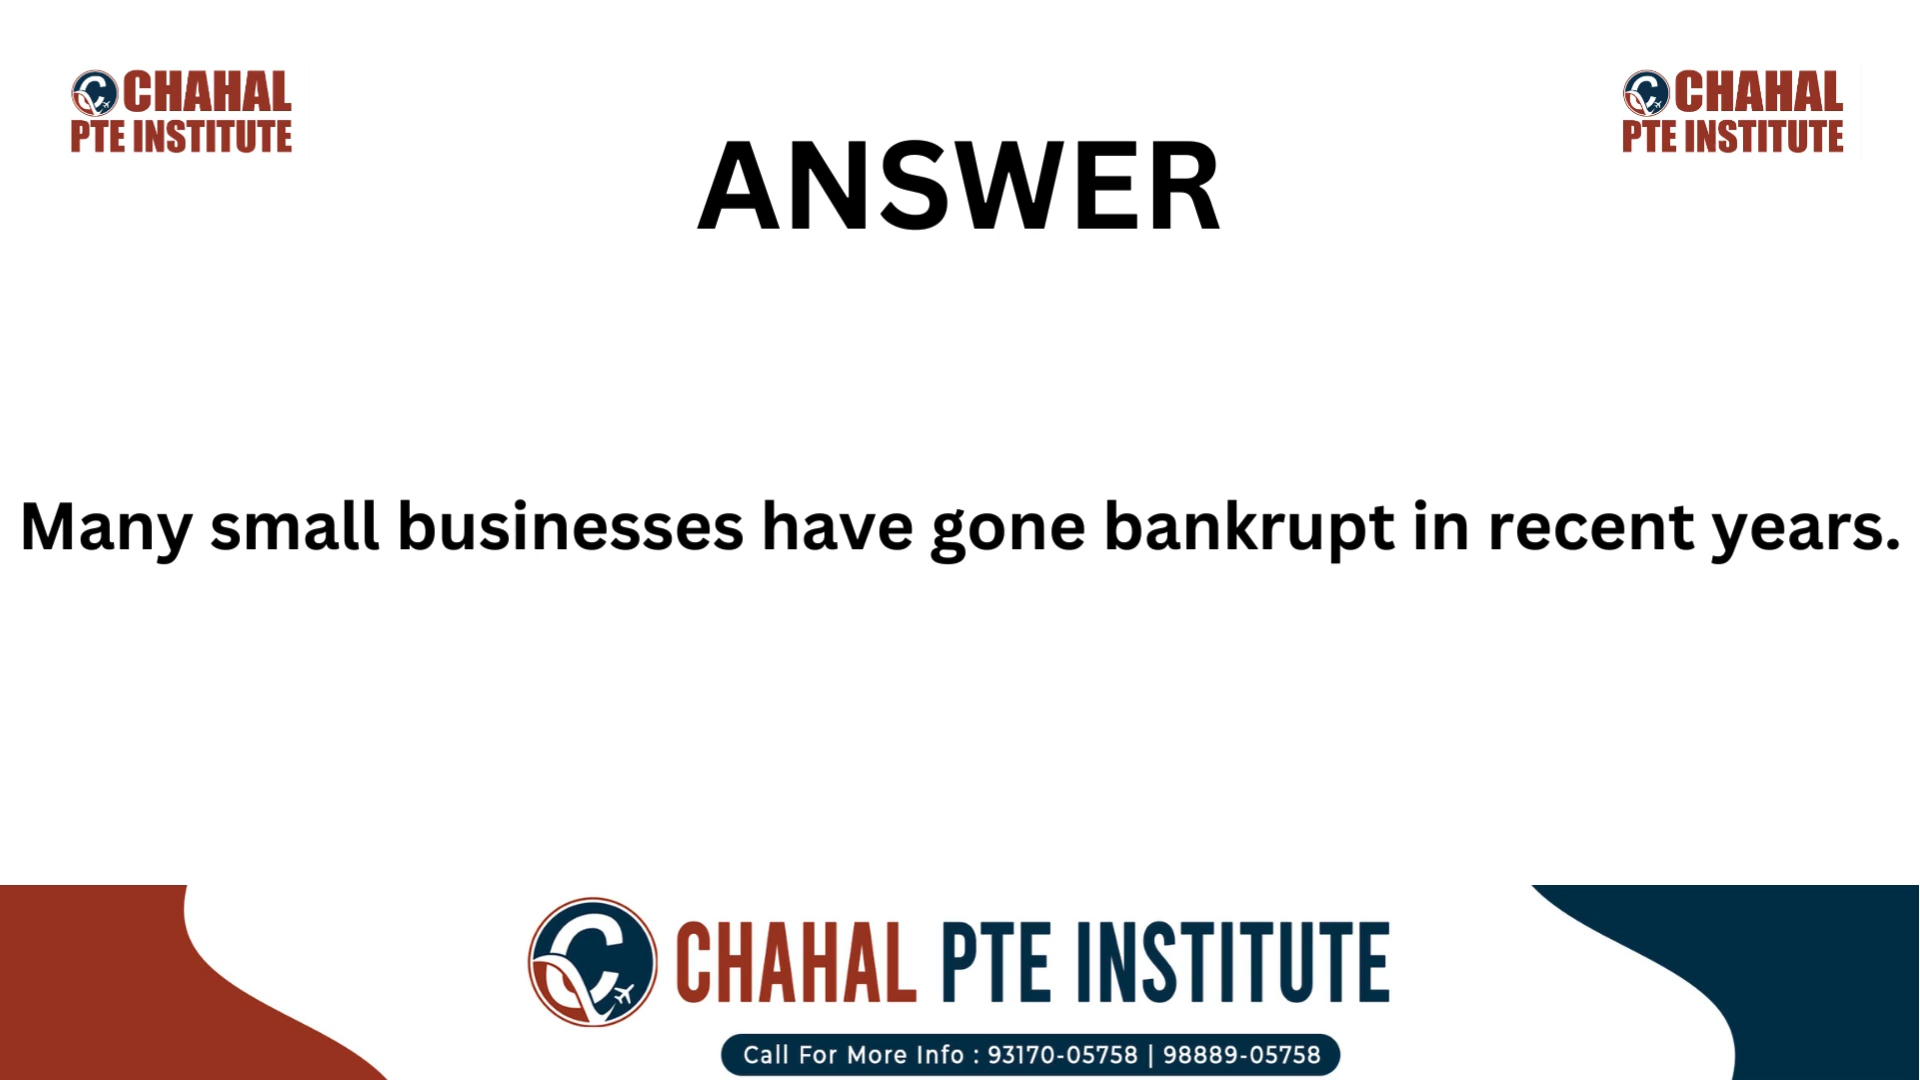 CHAHAL
PTE INSTITUTE
CHAHAL
PTE INSTITUTE
ANSWER
Many small businesses have gone bankrupt in recent years.
CHAHAL PTE INSTITUTE
Call For More Info : 93170-05758 | 98889-05758